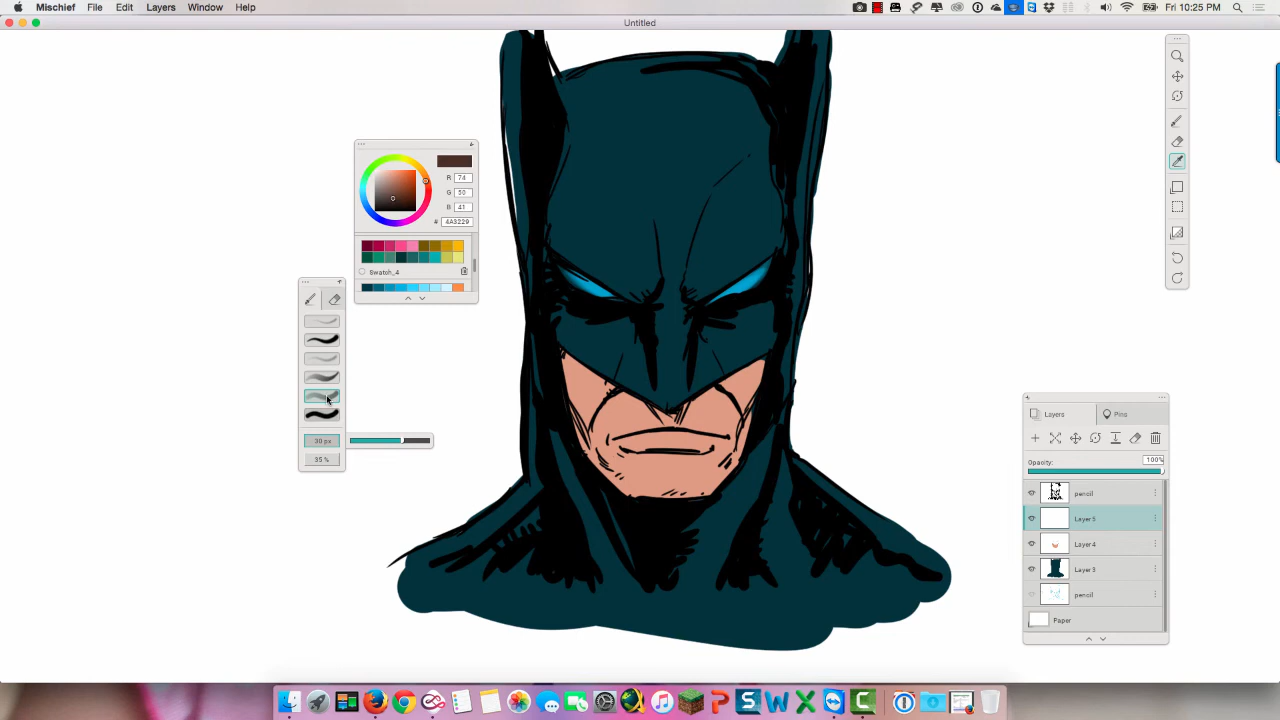 Mischief File Edit Layers Window Help
Fri 10:25 PM
Untitled
R 74
G 50
B 41
# 4A3229
Swatch_4
30 px
35 %
Layers Pins
Opacity: 100%
pencil
Layer 5
Layer 4
Layer 3
pencil
Paper